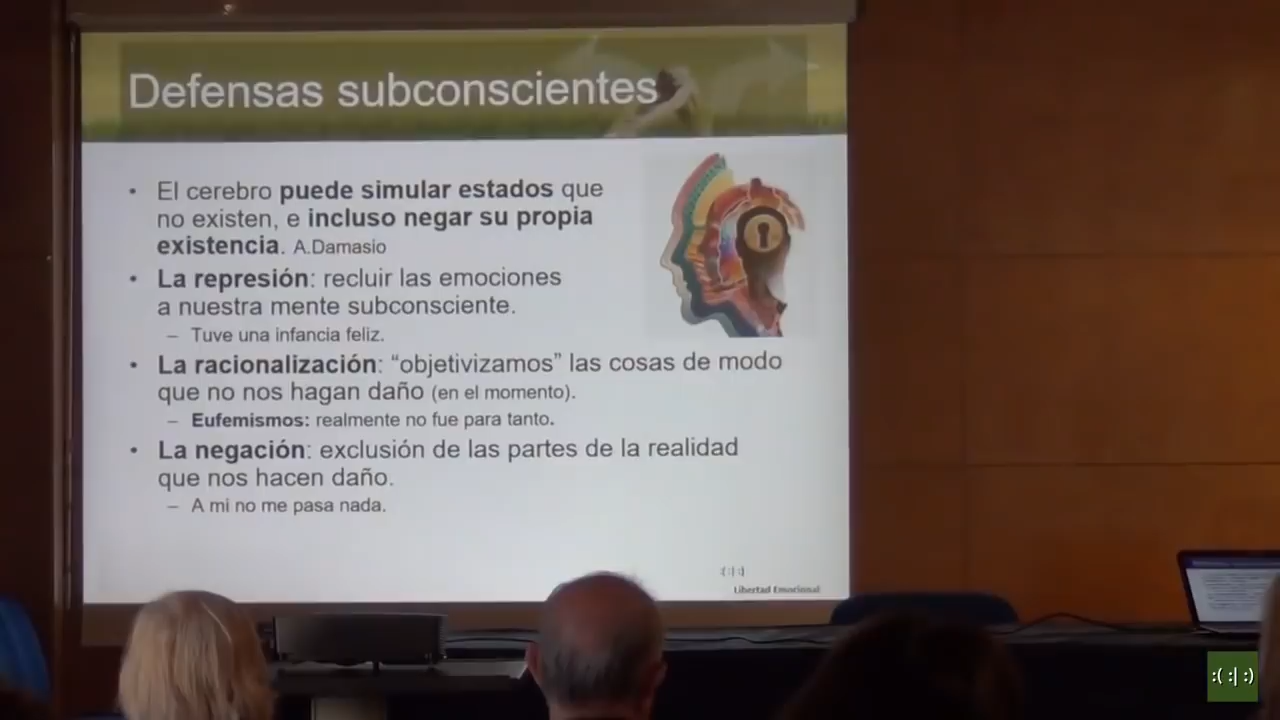 Defensas subconscientes
• El cerebro puede simular estados que
no existen, e incluso negar su propia
existencia. A.Damasio
• La represión: recluir las emociones
a nuestra mente subconsciente.
– Tuve una infancia feliz.
• La racionalización: “objetivizamos” las cosas de modo
que no nos hagan daño (en el momento).
– Eufemismos: realmente no fue para tanto.
• La negación: exclusión de las partes de la realidad
que nos hacen daño.
– A mi no me pasa nada.
:( :| :)
Libertad Emocional
:( :| :)